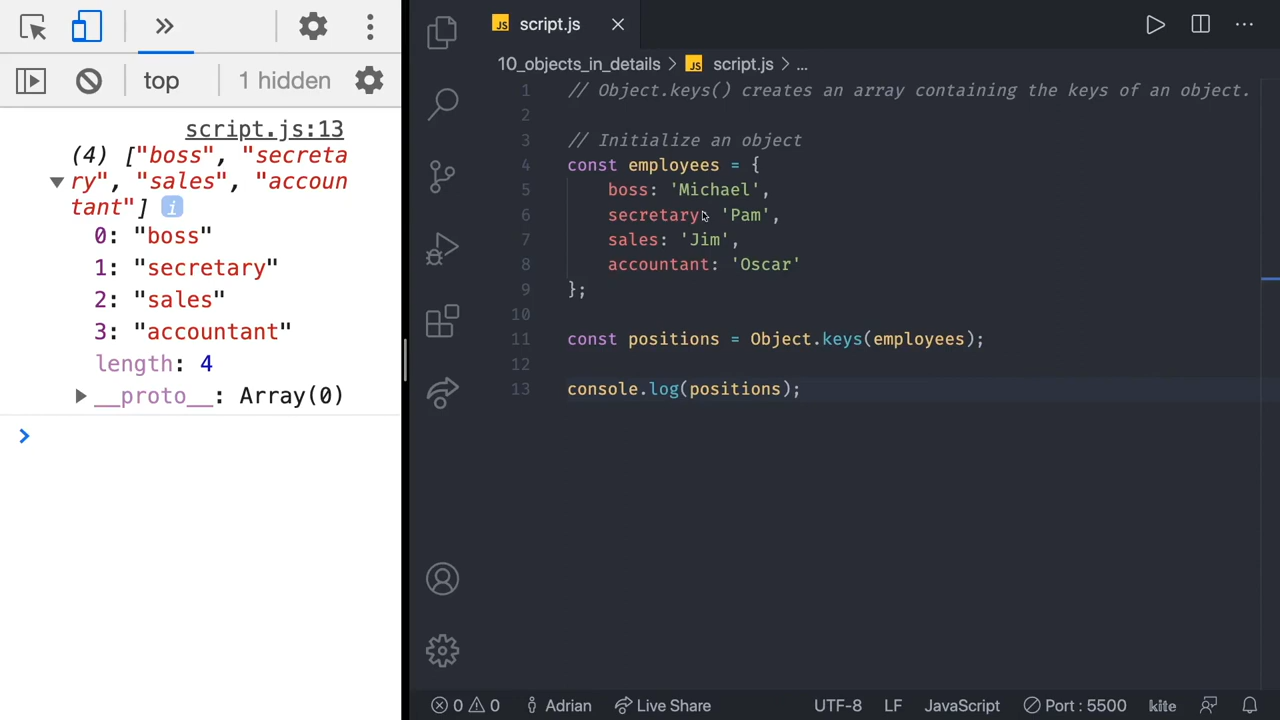 top
1 hidden
script.js:13
(4) ["boss", "secreta
ry", "sales", "accoun
tant"] i
0: "boss"
1: "secretary"
2: "sales"
3: "accountant"
length: 4
__proto__: Array(0)
JS script.js
10_objects_in_details > JS script.js > ...
1 // Object.keys() creates an array containing the keys of an object.
2
3 // Initialize an object
4 const employees = {
5 boss: 'Michael',
6 secretary: 'Pam',
7 sales: 'Jim',
8 accountant: 'Oscar'
9 };
10
11 const positions = Object.keys(employees);
12
13 console.log(positions);
0 0 Adrian Live Share UTF-8 LF JavaScript Port : 5500 kite